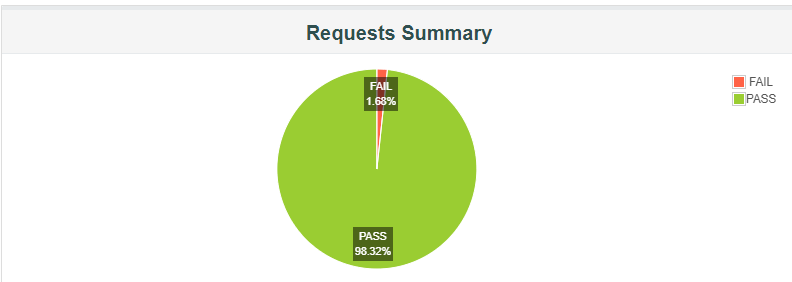 Requests Summary
FAIL
1.68%
PASS
98.32%
FAIL
PASS